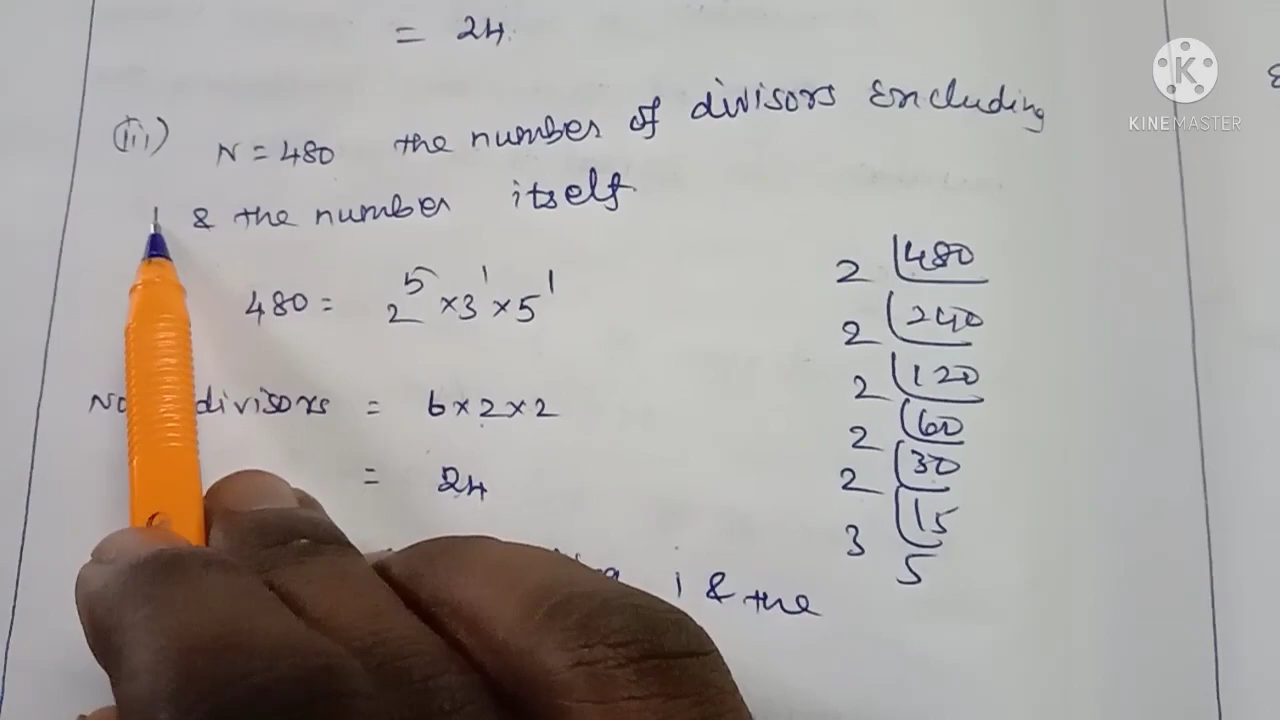 = 24.
(iii) N = 480 the number of divisors Excluding
1 & the number itself
480 = 2^5 × 3^1 × 5^1
divisors = 6 × 2 × 2
= 24
1 & the
2 | 480
2 | 240
2 | 120
2 | 60
2 | 30
3 | 15
5
K
KINEMASTER